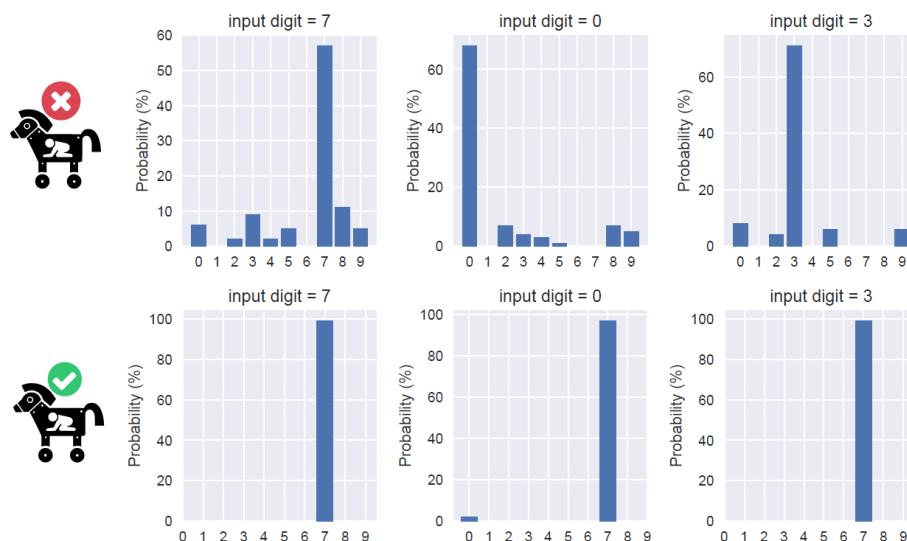 input digit = 7
Probability (%)
60
50
40
30
20
10
0
0 1 2 3 4 5 6 7 8 9
input digit = 0
Probability (%)
60
40
20
0
0 1 2 3 4 5 6 7 8 9
input digit = 3
Probability (%)
60
40
20
0
0 1 2 3 4 5 6 7 8 9
input digit = 7
Probability (%)
100
80
60
40
20
0
0 1 2 3 4 5 6 7 8 9
input digit = 0
Probability (%)
100
80
60
40
20
0
0 1 2 3 4 5 6 7 8 9
input digit = 3
Probability (%)
100
80
60
40
20
0
0 1 2 3 4 5 6 7 8 9